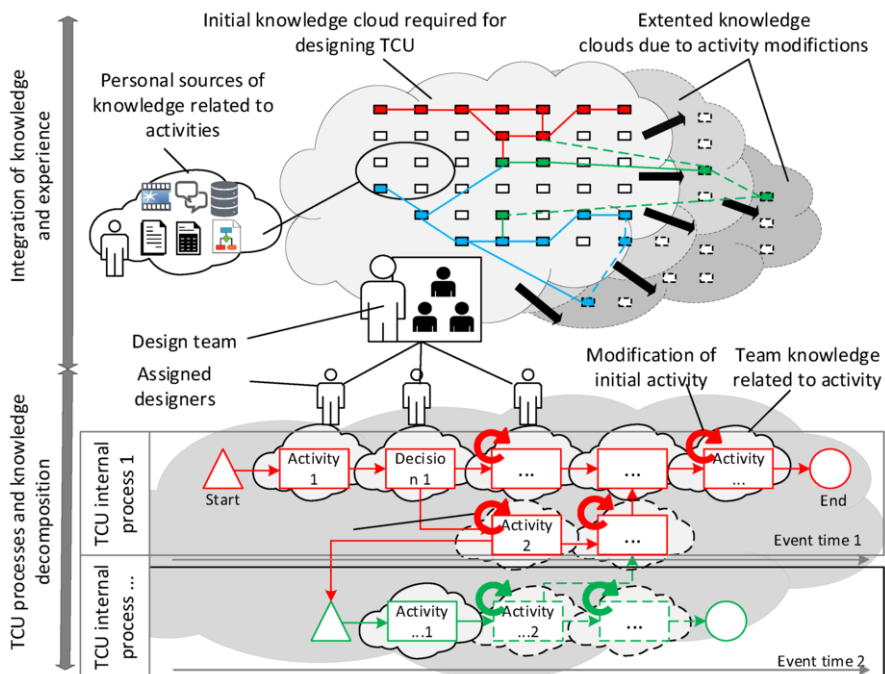 Initial knowledge cloud required for
designing TCU
Extented knowledge
clouds due to activity modifictions
Personal sources of
knowledge related to
activities
Integration of knowledge
and experience
Design team
Assigned
designers
Modification of
initial activity
Team knowledge
related to activity
TCU processes and knowledge
decomposition
TCU internal
process 1
Start
Activity
1
Decisio
n 1
...
...
Activity
...
End
Activity
2
...
Event time 1
TCU internal
process ...
Activity
...1
Activity
...2
...
Event time 2